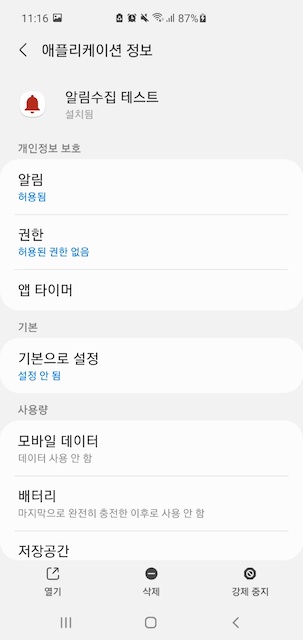 11:16
87%
애플리케이션 정보
알림수집 테스트
설치됨
개인정보 보호
알림
허용됨
권한
허용된 권한 없음
앱 타이머
기본
기본으로 설정
설정 안 됨
사용량
모바일 데이터
데이터 사용 안 함
배터리
마지막으로 완전히 충전한 이후로 사용 안 함
저장공간
열기
삭제
강제 중지